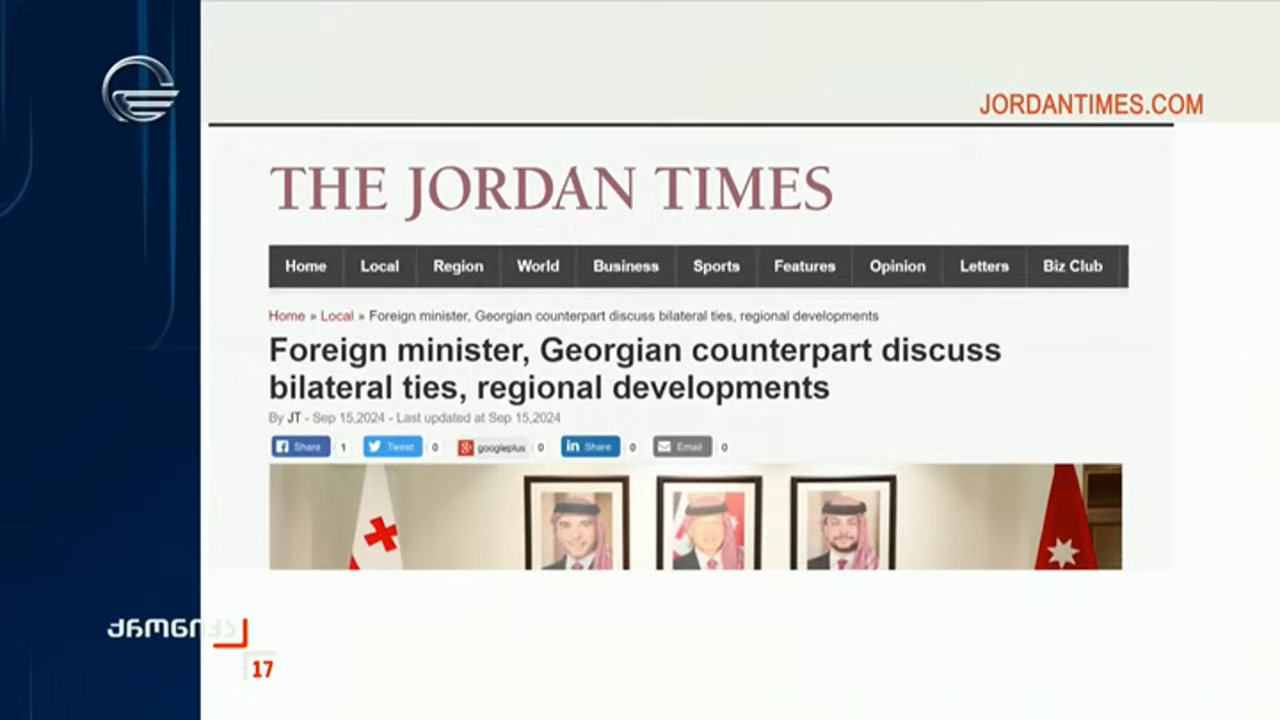 JORDANTIMES.COM
THE JORDAN TIMES
Home Local Region World Business Sports Features Opinion Letters Biz Club
Home » Local » Foreign minister, Georgian counterpart discuss bilateral ties, regional developments
Foreign minister, Georgian counterpart discuss
bilateral ties, regional developments
By JT - Sep 15,2024 - Last updated at Sep 15,2024
Share 1 Tweet 0 googleplus 0 Share 0 Email 0
ქრონიკა
17